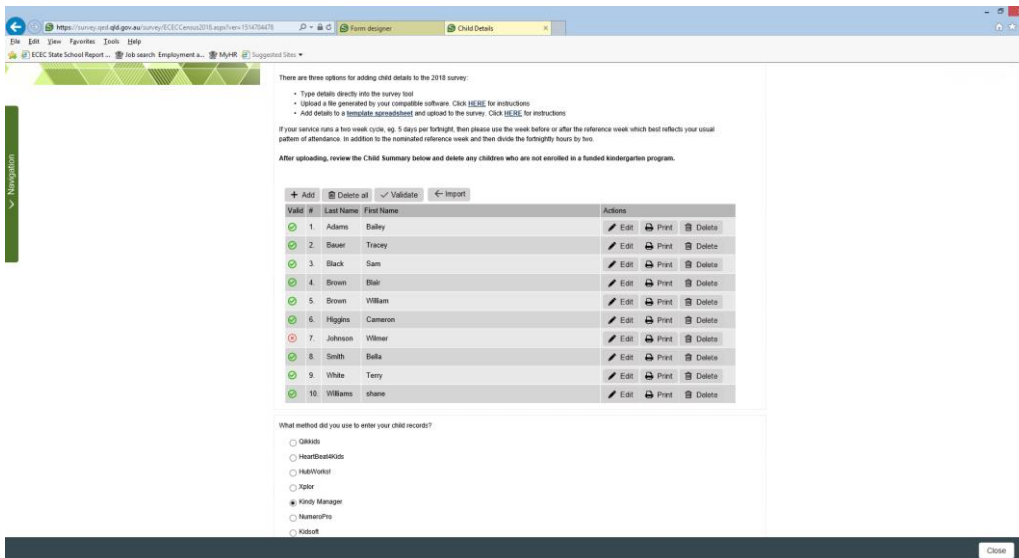 https://survey.qed.qld.gov.au/survey/ECECCensus2018.aspx?ver=1514704478
Form designer
Child Details
File Edit View Favorites Tools Help
ECEC State School Report ... Job search Employment a... MyHR Suggested Sites
Navigation
There are three options for adding child details to the 2018 survey:
• Type details directly into the survey tool
• Upload a file generated by your compatible software. Click HERE for instructions
• Add details to a template spreadsheet and upload to the survey. Click HERE for instructions
If your service runs a two week cycle, eg. 5 days per fortnight, then please use the week before or after the reference week which best reflects your usual
pattern of attendance. In addition to the nominated reference week and then divide the fortnightly hours by two.
After uploading, review the Child Summary below and delete any children who are not enrolled in a funded kindergarten program.
+ Add Delete all Validate Import
Valid # Last Name First Name Actions
1. Adams Bailey Edit Print Delete
2. Bauer Tracey Edit Print Delete
3. Black Sam Edit Print Delete
4. Brown Blair Edit Print Delete
5. Brown William Edit Print Delete
6. Higgins Cameron Edit Print Delete
7. Johnson Wilmer Edit Print Delete
8. Smith Bella Edit Print Delete
9. White Terry Edit Print Delete
10. Williams shane Edit Print Delete
What method did you use to enter your child records?
Qikkids
HeartBeat4Kids
HubWorks!
Xplor
Kindy Manager
NumeroPro
Kidsoft
Close